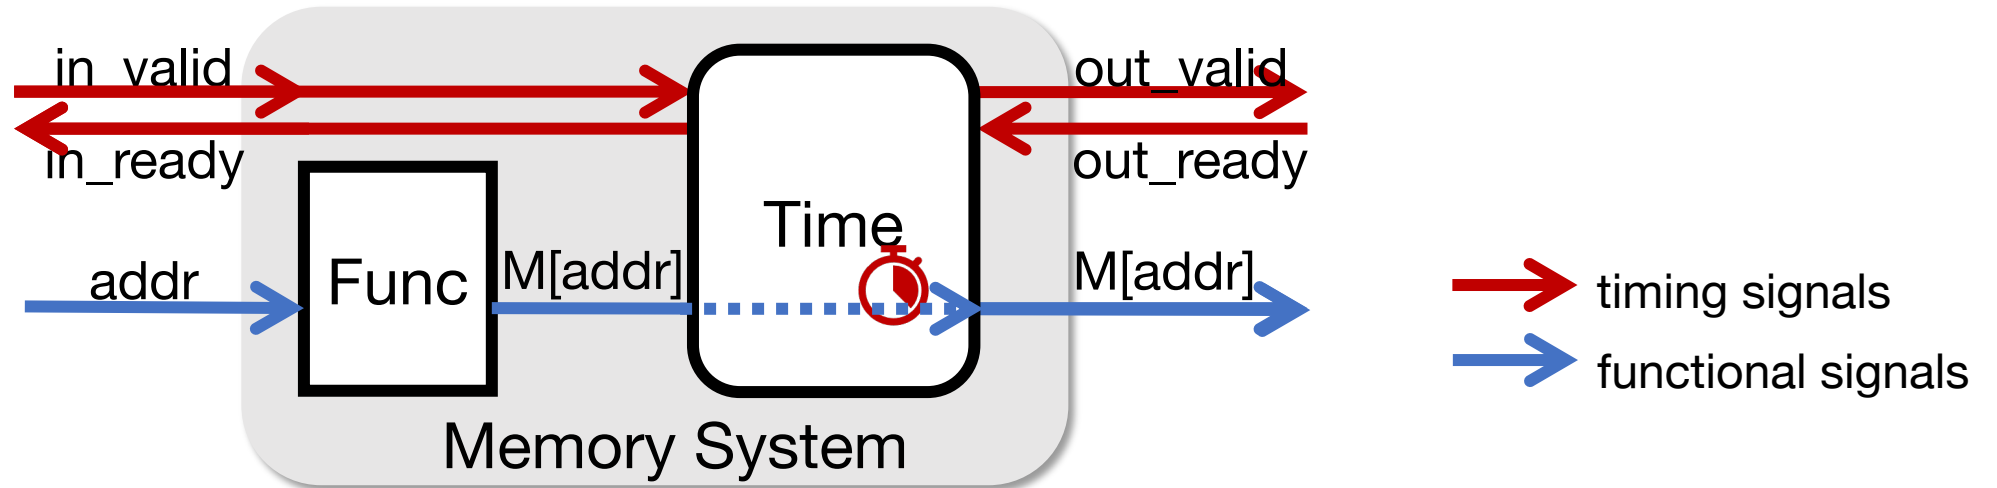 in_valid
out_valid
in_ready
out_ready
Time
addr
Func
M[addr]
M[addr]
timing signals
functional signals
Memory System